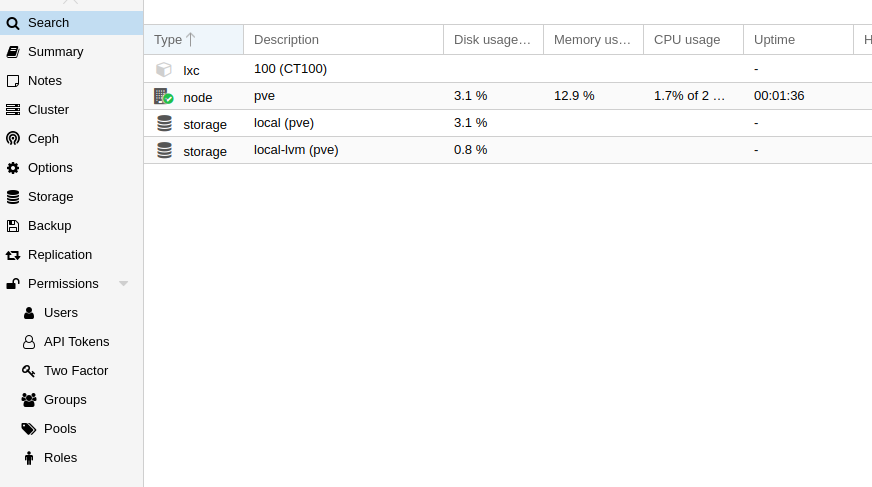 Search
Summary
Notes
Cluster
Ceph
Options
Storage
Backup
Replication
Permissions
Users
API Tokens
Two Factor
Groups
Pools
Roles
Type Description Disk usage... Memory us... CPU usage Uptime H
lxc 100 (CT100) -
node pve 3.1 % 12.9 % 1.7% of 2 ... 00:01:36
storage local (pve) 3.1 % -
storage local-lvm (pve) 0.8 % -